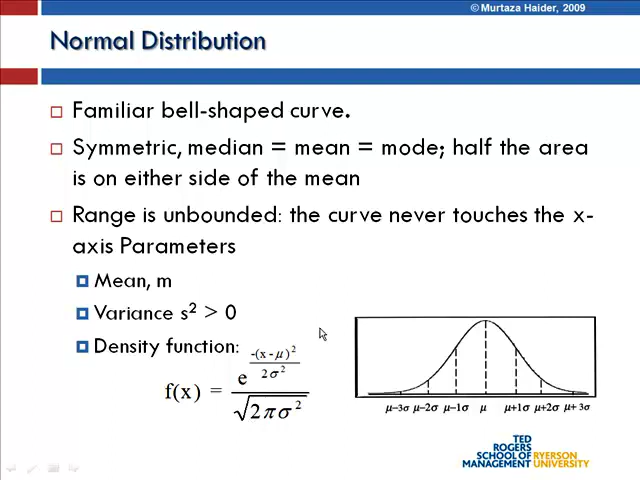 © Murtaza Haider, 2009
Normal Distribution
Familiar bell-shaped curve.
Symmetric, median = mean = mode; half the area
is on either side of the mean
Range is unbounded: the curve never touches the x-
axis Parameters
Mean, m
Variance s² > 0
Density function:
f(x) = e^(-(x-μ)²/2σ²) / √2πσ²
μ−3σ μ−2σ μ−1σ μ μ+1σ μ+2σ μ+3σ
TED
ROGERS
SCHOOL OF RYERSON
MANAGEMENT UNIVERSITY